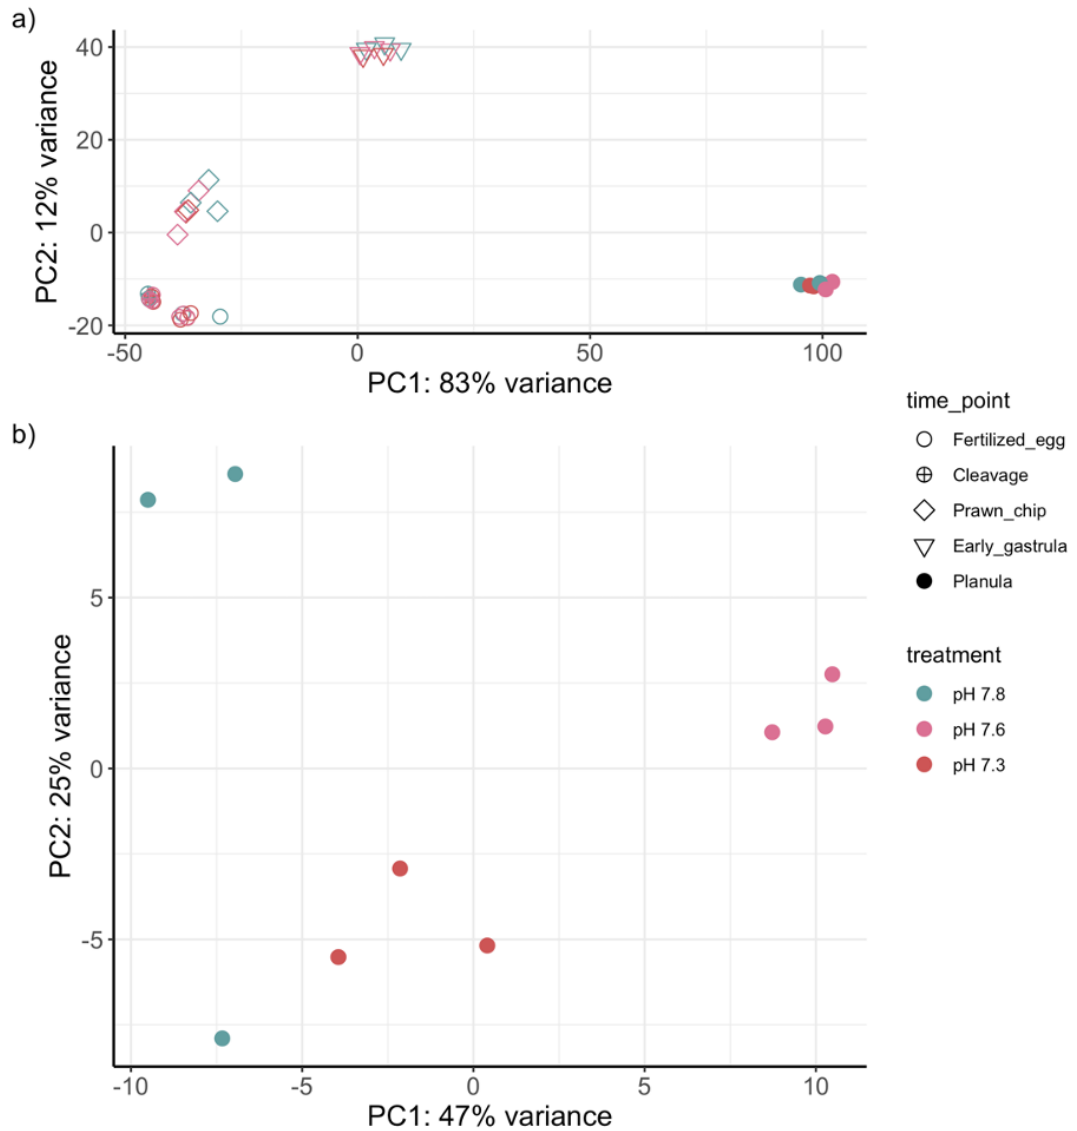 a)
PC2: 12% variance
40
20
0
-20
-50
0
50
100
PC1: 83% variance
b)
PC2: 25% variance
5
0
-5
-10
-5
0
5
10
PC1: 47% variance
time_point
Fertilized_egg
Cleavage
Prawn_chip
Early_gastrula
Planula
treatment
pH 7.8
pH 7.6
pH 7.3